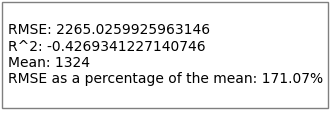 RMSE: 2265.0259925963146
R^2: -0.4269341227140746
Mean: 1324
RMSE as a percentage of the mean: 171.07%